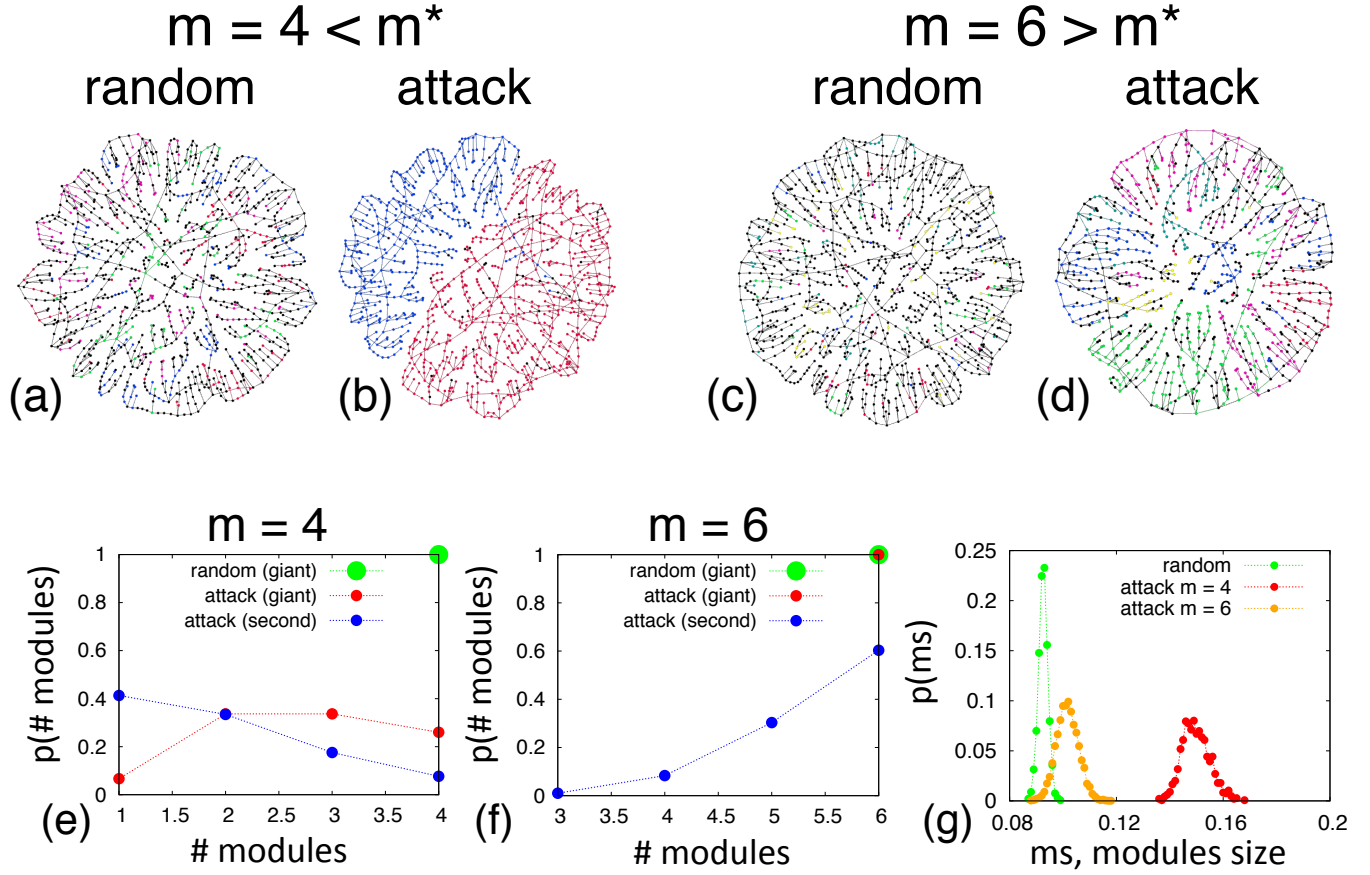 m = 4 < m* m = 6 > m*
random attack random attack
(a) (b) (c) (d)
m = 4
p(# modules)
1
0.8
0.6
0.4
0.2
0
random (giant)
attack (giant)
attack (second)
1 1.5 2 2.5 3 3.5 4
(e) # modules
m = 6
p(# modules)
1
0.8
0.6
0.4
0.2
0
random (giant)
attack (giant)
attack (second)
3 3.5 4 4.5 5 5.5 6
(f) # modules
p(ms)
0.25
0.2
0.15
0.1
0.05
0
random
attack m = 4
attack m = 6
0.08 0.12 0.16 0.2
(g) ms, modules size